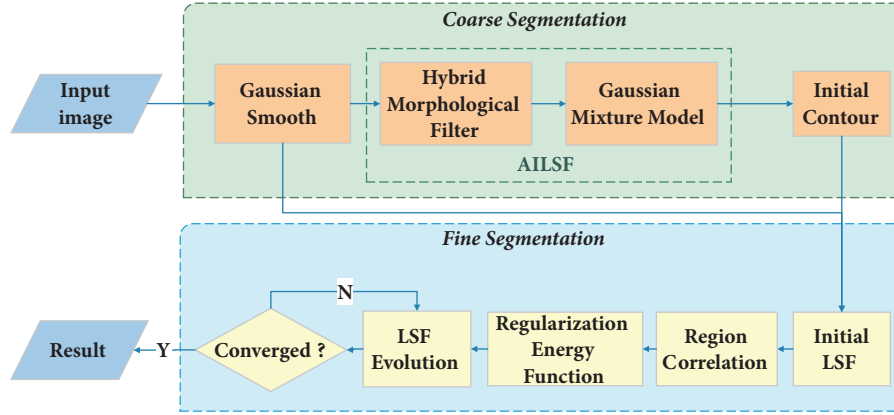 Coarse Segmentation
Input
image
Gaussian
Smooth
Hybrid
Morphological
Filter
Gaussian
Mixture Model
Initial
Contour
AILSF
Fine Segmentation
N
Result
Y
Converged ?
LSF
Evolution
Regularization
Energy
Function
Region
Correlation
Initial
LSF